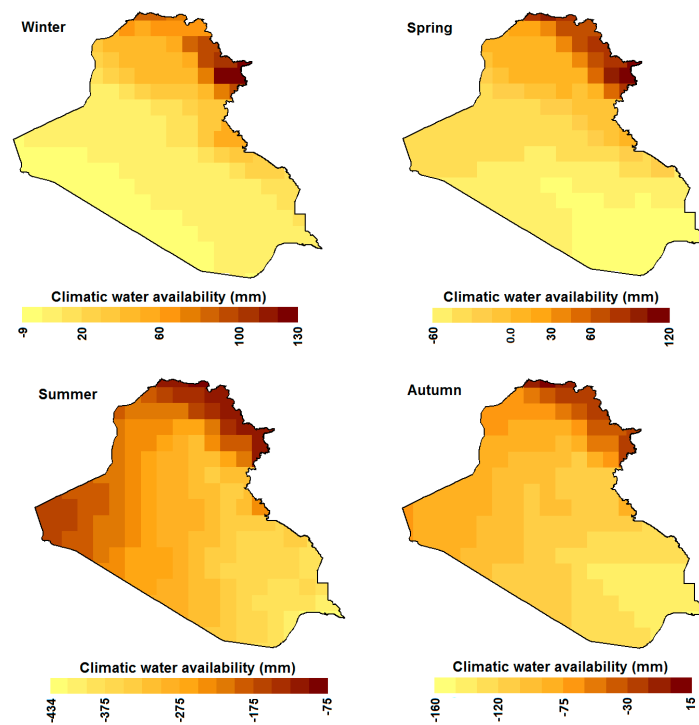 Winter
Spring
Climatic water availability (mm)
-9 20 60 100 130
Climatic water availability (mm)
-60 0.0 30 60 120
Summer
Autumn
Climatic water availability (mm)
-434 -375 -275 -175 -75
Climatic water availability (mm)
-160 -120 -75 -30 15